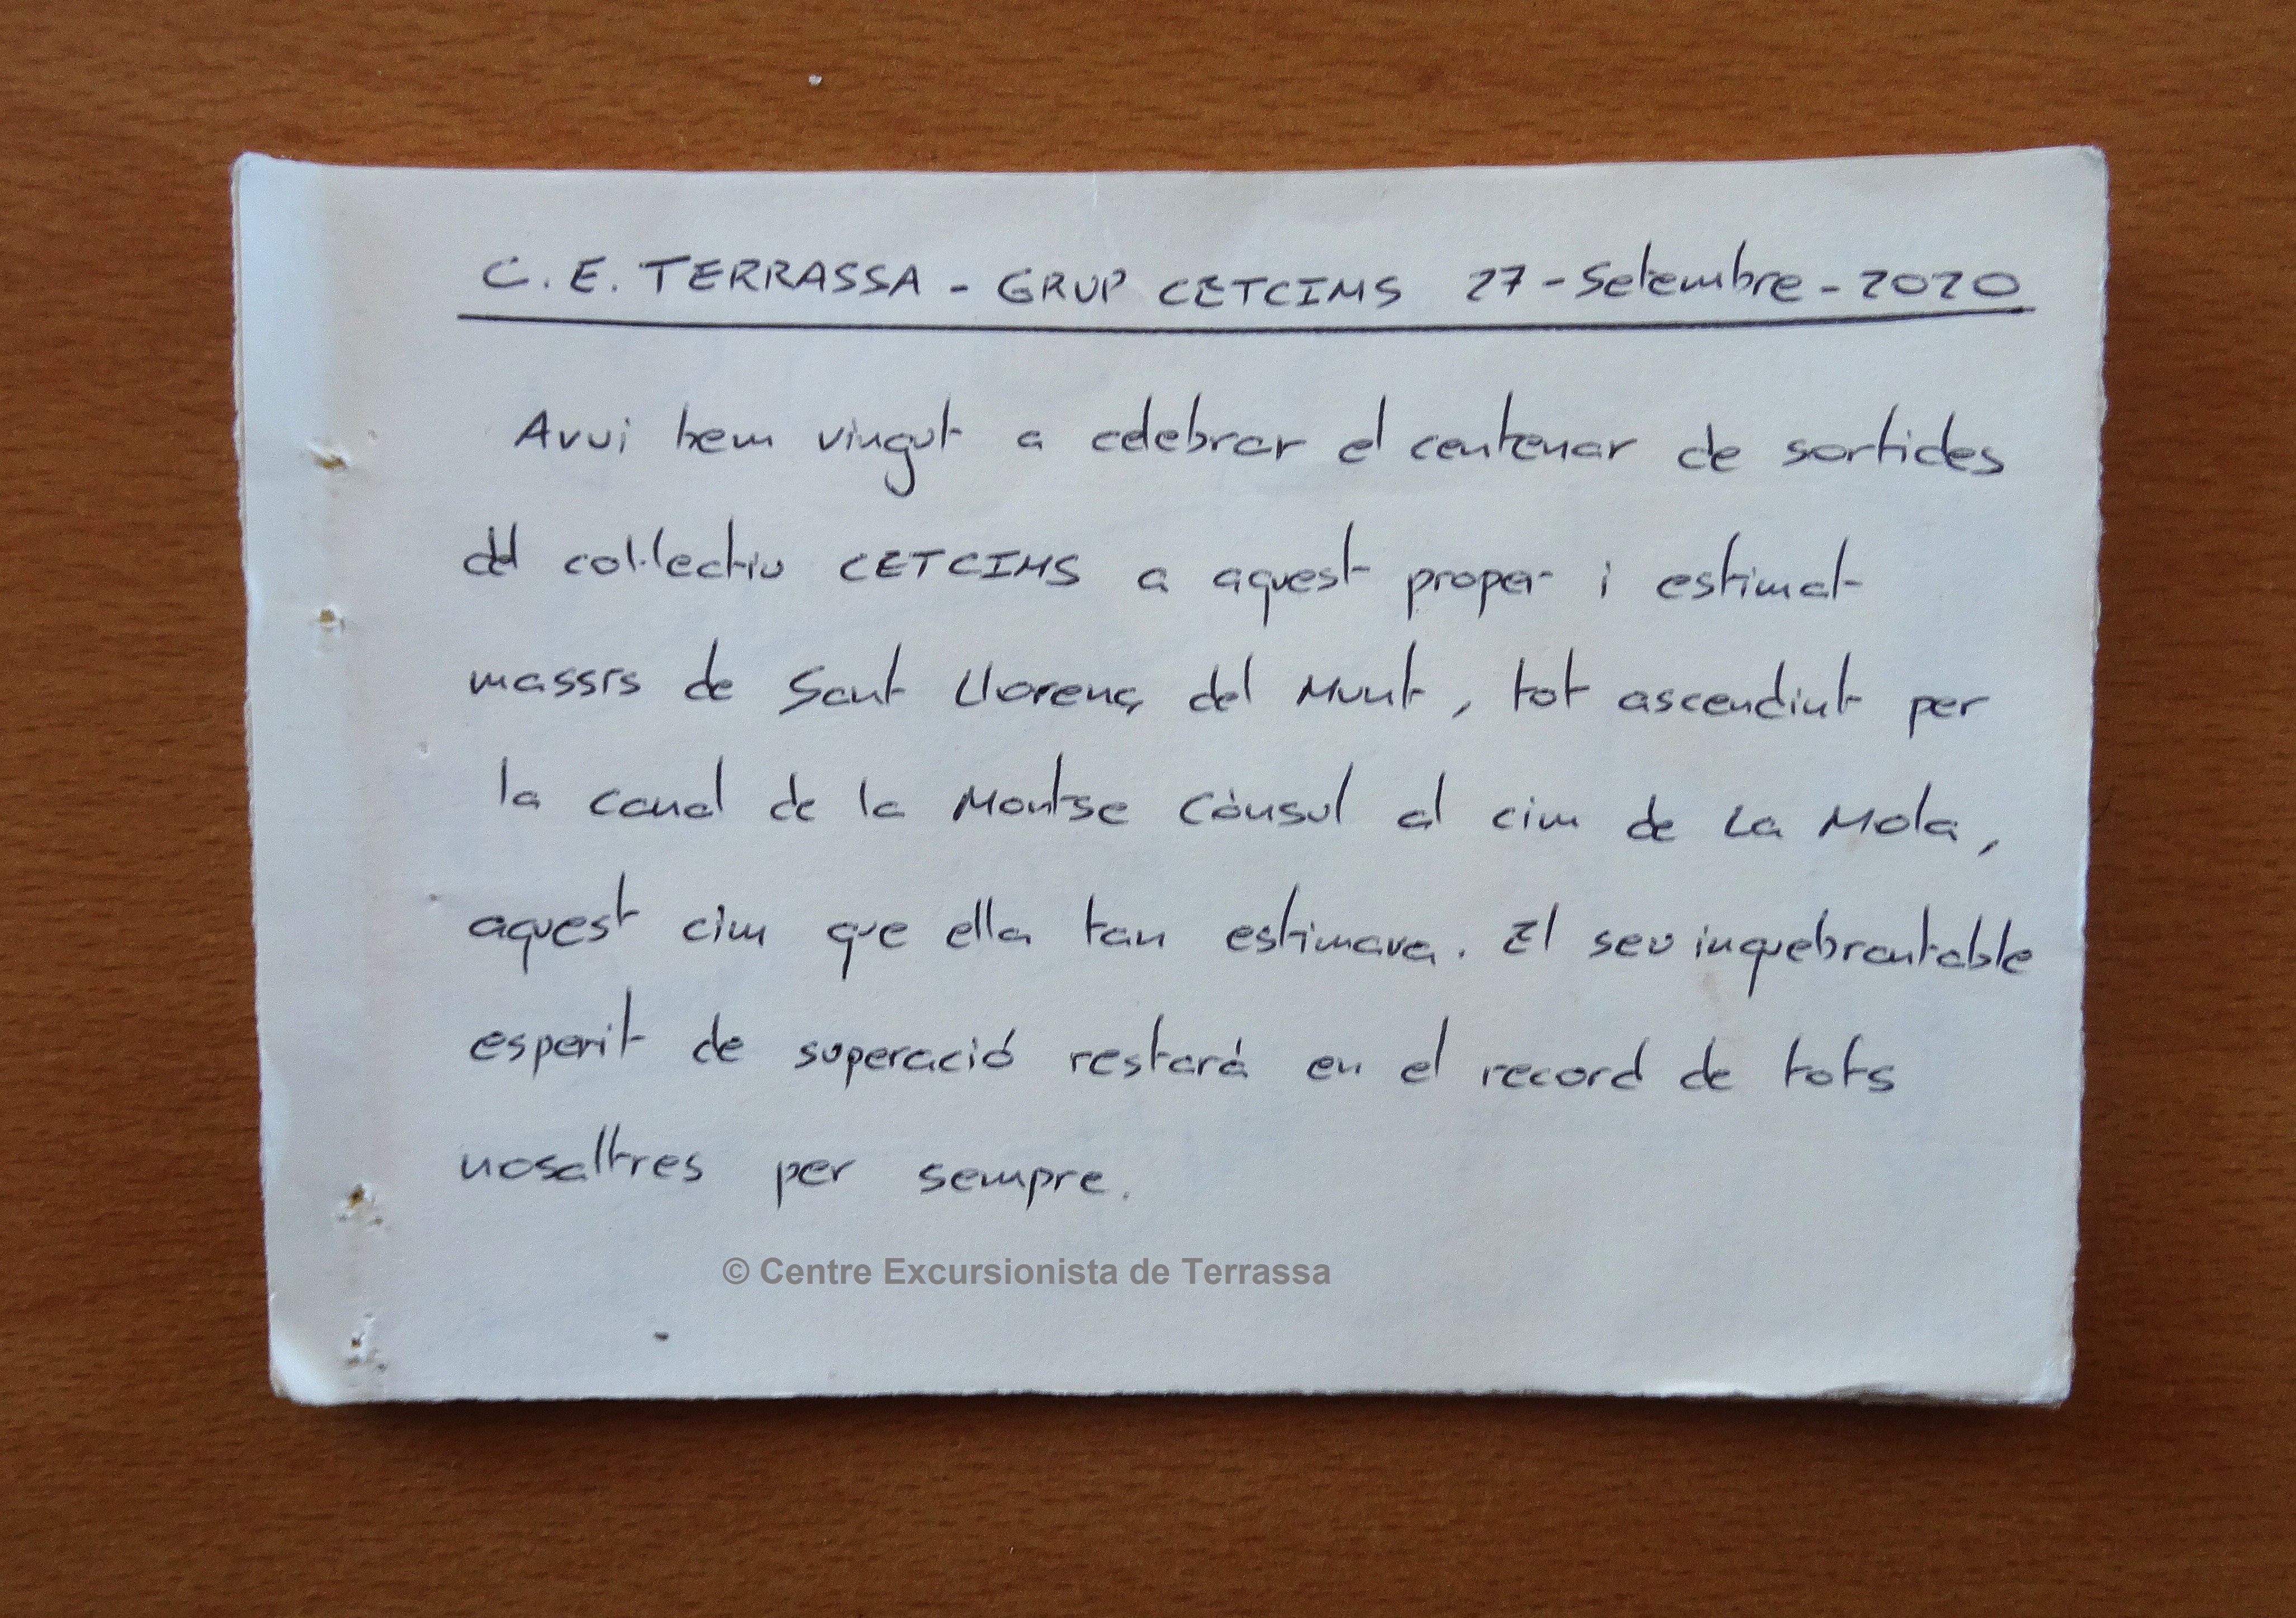 C. E. TERRASSA - GRUP CETCIMS 27 - Setembre - 2020
Avui hem vingut a celebrar el centenar de sortides
del col·lectiu CETCIMS a aquest proper i estimat
massís de Sant Llorenç del Munt, tot ascendint per
la canal de la Montse Cònsul al cim de La Mola,
aquest cim que ella tan estimava. El seu inquebrantable
esperit de superació restarà en el record de tots
nosaltres per sempre.
© Centre Excursionista de Terrassa